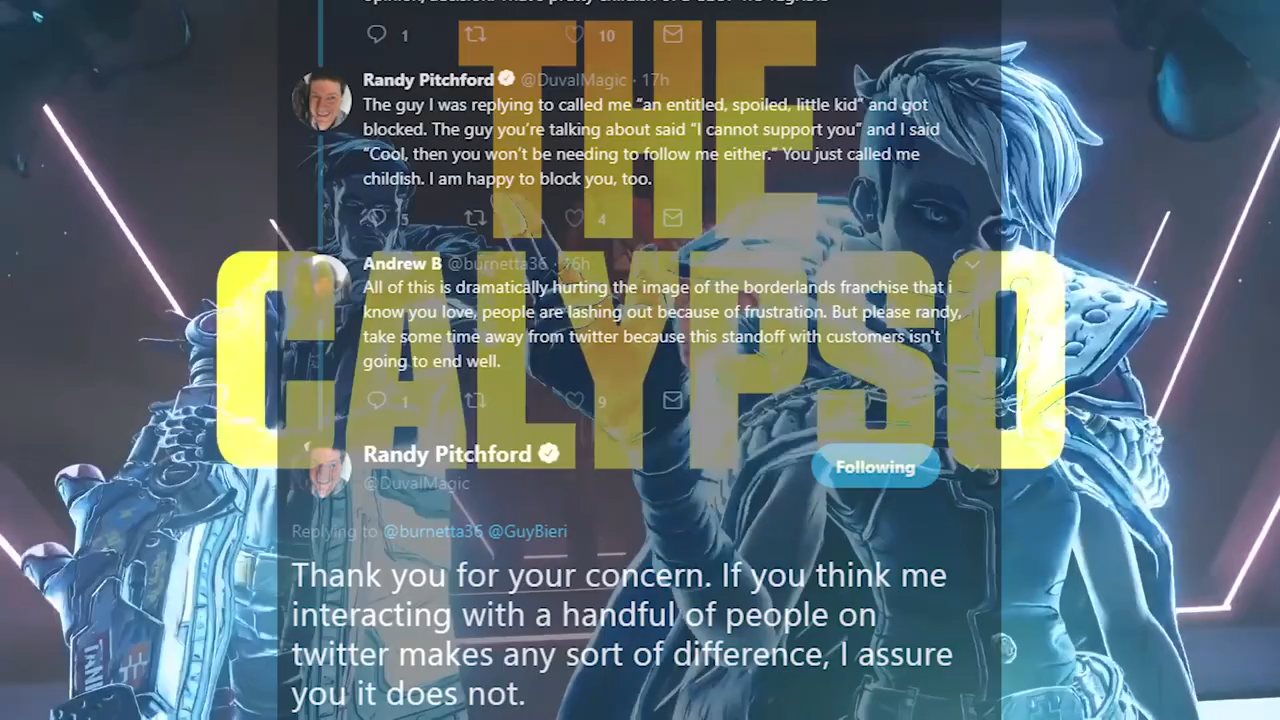 1
10
THE
Randy Pitchford @DuvalMagic · 17h
The guy I was replying to called me “an entitled, spoiled, little kid” and got
blocked. The guy you’re talking about said “I cannot support you” and I said
“Cool, then you won’t be needing to follow me either.” You just called me
childish. I am happy to block you, too.
5
4
CALYPSO
Andrew B @burnetta36 · 16h
All of this is dramatically hurting the image of the borderlands franchise that i
know you love, people are lashing out because of frustration. But please randy,
take some time away from twitter because this standoff with customers isn't
going to end well.
1
9
Randy Pitchford
@DuvalMagic
Following
Replying to @burnetta36 @GuyBieri
Thank you for your concern. If you think me
interacting with a handful of people on
twitter makes any sort of difference, I assure
you it does not.